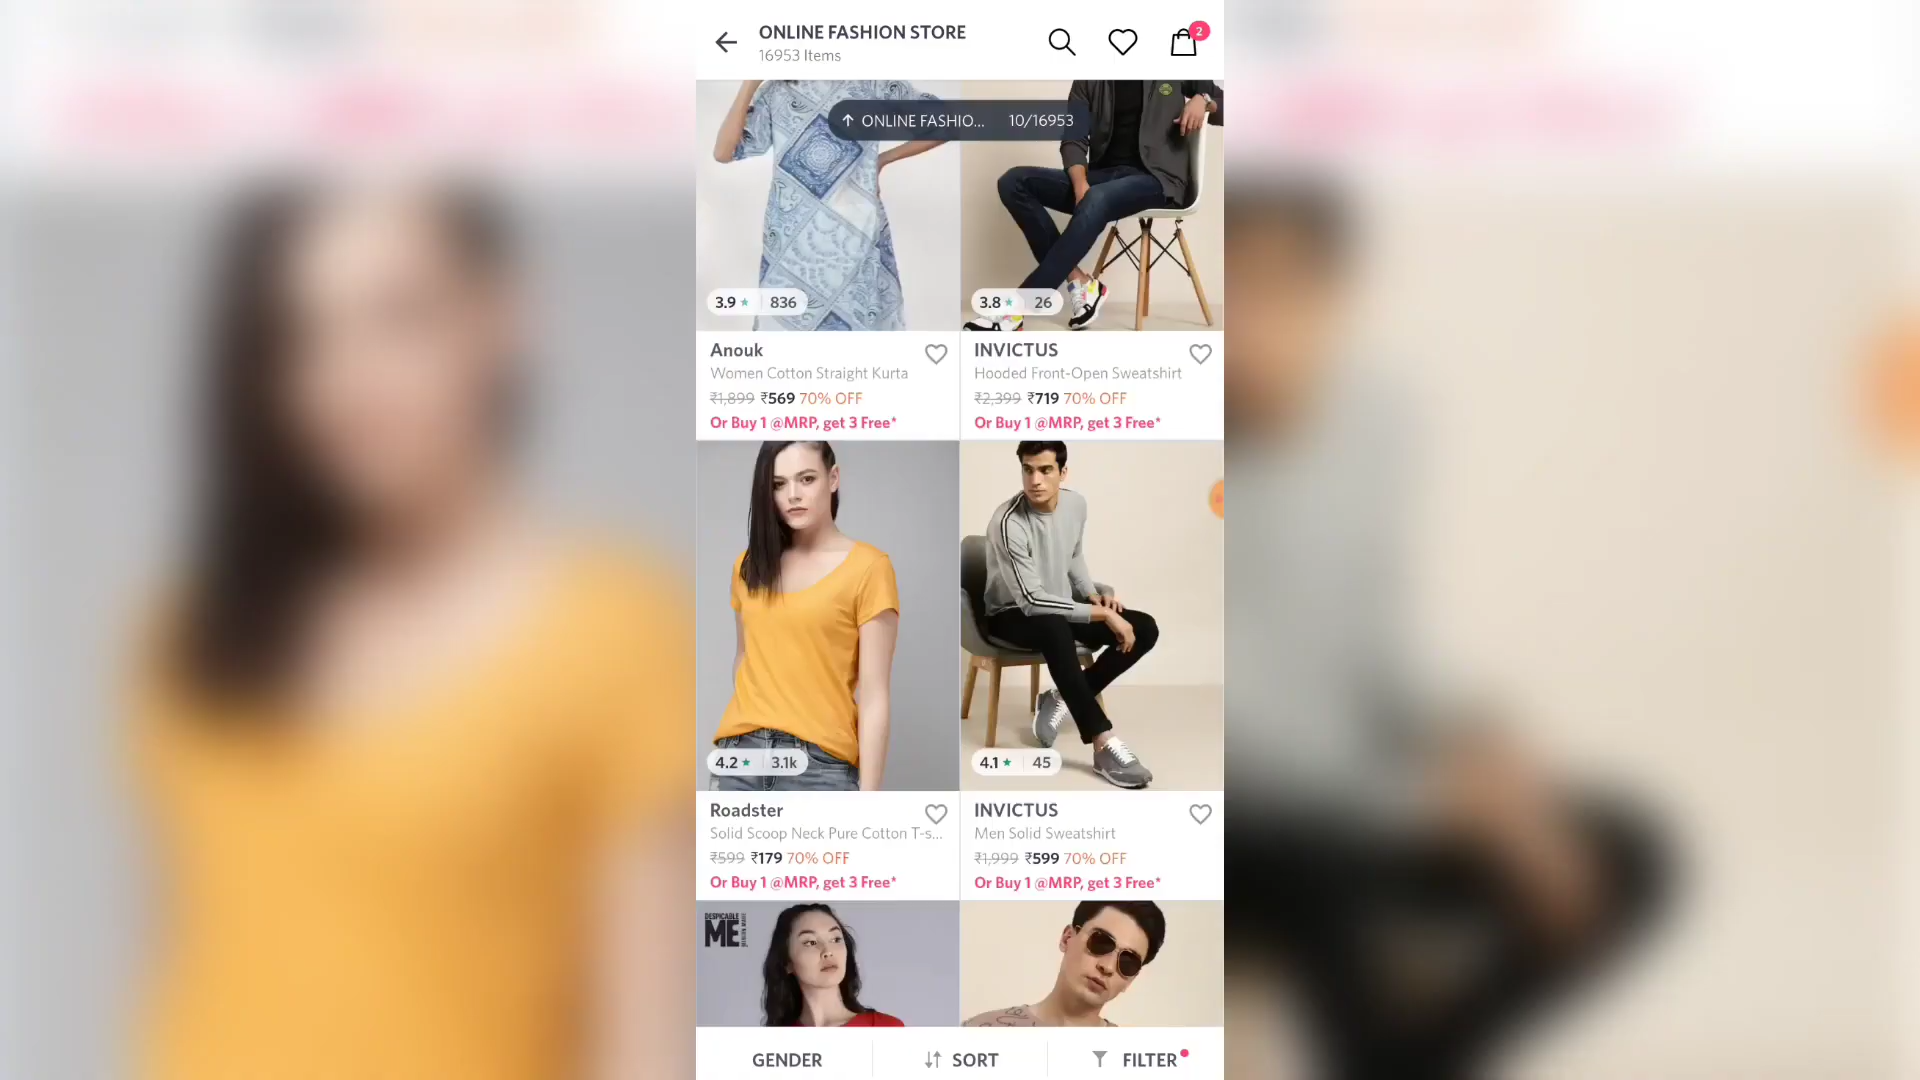 ONLINE FASHION STORE
16953 Items
2
↑ ONLINE FASHIO... 10/16953
3.9 ★ 836
3.8 ★ 26
Anouk
Women Cotton Straight Kurta
₹1,899 ₹569 70% OFF
Or Buy 1 @MRP, get 3 Free*
INVICTUS
Hooded Front-Open Sweatshirt
₹2,399 ₹719 70% OFF
Or Buy 1 @MRP, get 3 Free*
4.2 ★ 3.1k
4.1 ★ 45
Roadster
Solid Scoop Neck Pure Cotton T-s...
₹599 ₹179 70% OFF
Or Buy 1 @MRP, get 3 Free*
INVICTUS
Men Solid Sweatshirt
₹1,999 ₹599 70% OFF
Or Buy 1 @MRP, get 3 Free*
DESPICABLE
ME
GENDER
SORT
FILTER